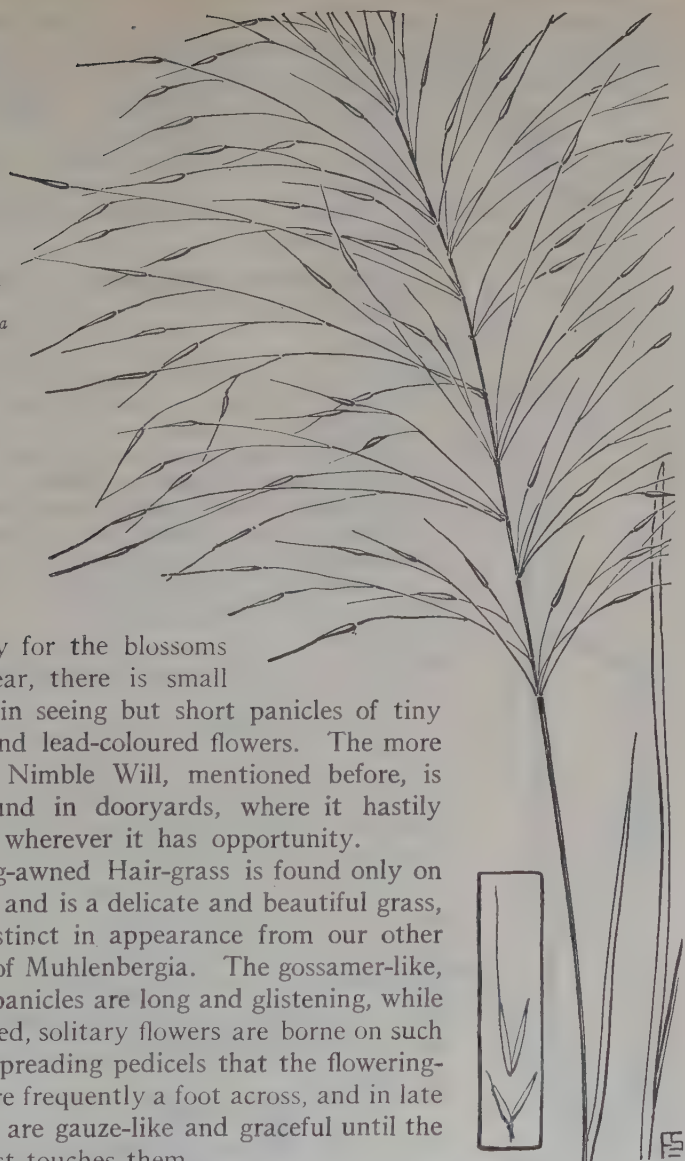 a
y for the blossoms
ear, there is small
in seeing but short panicles of tiny
nd lead-coloured flowers. The more
Nimble Will, mentioned before, is
und in dooryards, where it hastily
wherever it has opportunity.
g-awned Hair-grass is found only on
and is a delicate and beautiful grass,
stinct in appearance from our other
of Muhlenbergia. The gossamer-like,
panicles are long and glistening, while
ed, solitary flowers are borne on such
preading pedicels that the flowering-
re frequently a foot across, and in late
are gauze-like and graceful until the
st touches them.